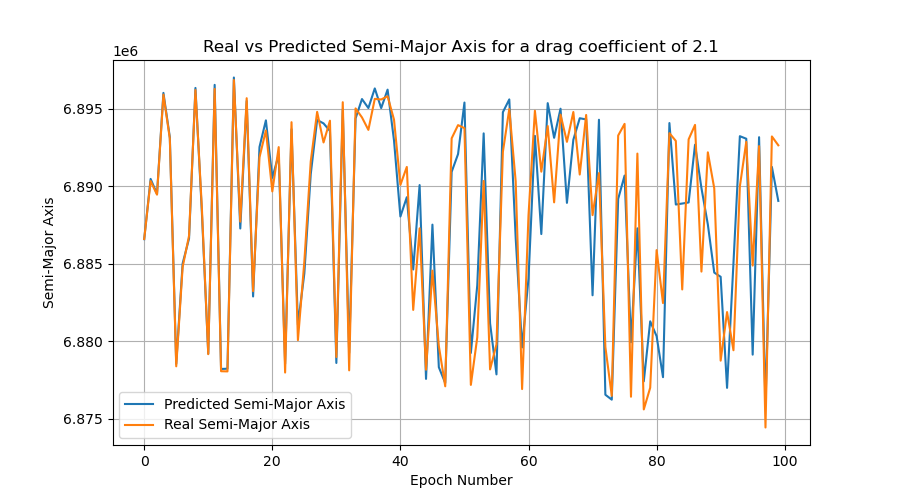 Real vs Predicted Semi-Major Axis for a drag coefficient of 2.1
1e6
6.895
6.890
6.885
6.880
6.875
Semi-Major Axis
Predicted Semi-Major Axis
Real Semi-Major Axis
0 20 40 60 80 100
Epoch Number